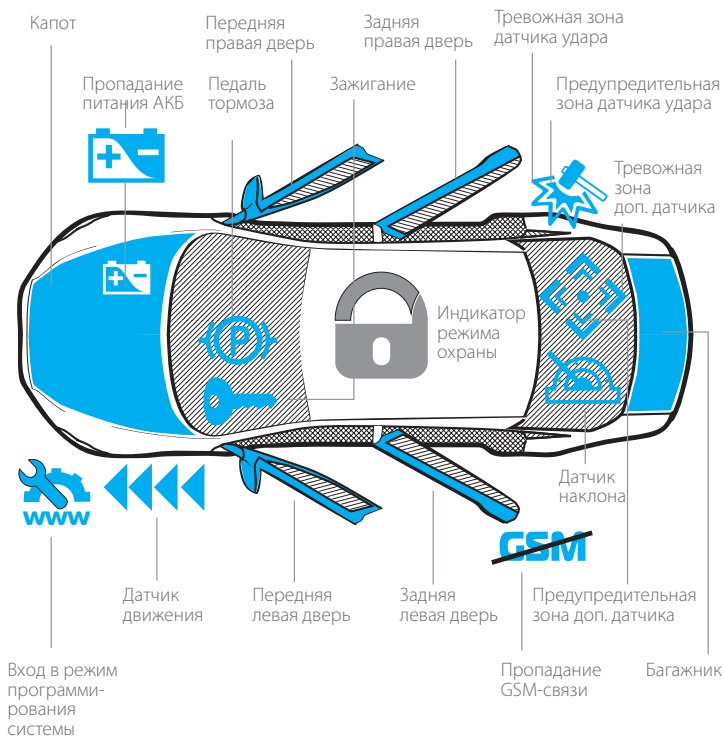 Капот
Передняя
правая дверь
Задняя
правая дверь
Тревожная зона
датчика удара
Пропадание
питания АКБ
Педаль
тормоза
Зажигание
Предупредительная
зона датчика удара
Тревожная
зона
доп. датчика
Индикатор
режима
охраны
P
Датчик
наклона
www
GSM
Датчик
движения
Передняя
левая дверь
Задняя
левая дверь
Предупредительная
зона доп. датчика
Вход в режим
программи-
рования
системы
Пропадание
GSM-связи
Багажник